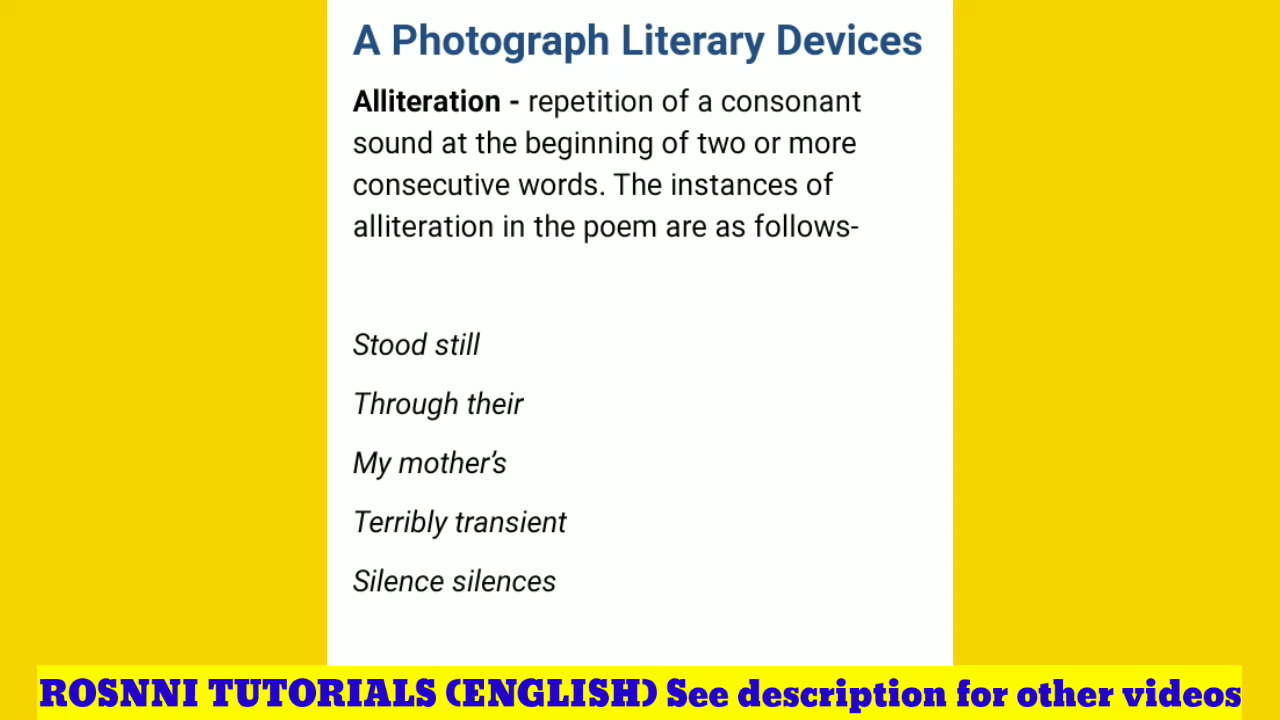 A Photograph Literary Devices
Alliteration - repetition of a consonant
sound at the beginning of two or more
consecutive words. The instances of
alliteration in the poem are as follows-
Stood still
Through their
My mother’s
Terribly transient
Silence silences
ROSNNI TUTORIALS (ENGLISH) See description for other videos